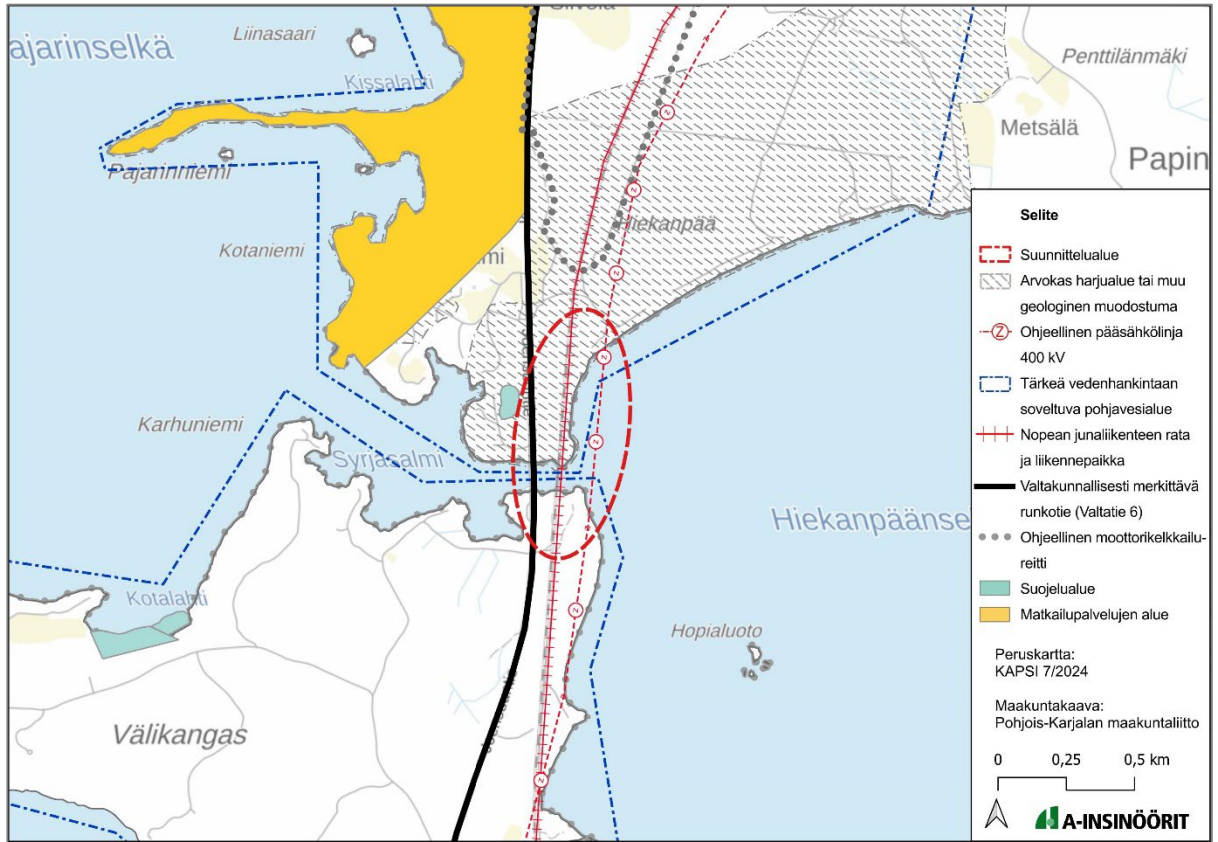 Liinasaari
ajarinselkä
Kissalahti
Penttilänmäki
Metsälä
Papin
Pajarinniemi
Hiekanpää
Kotaniemi
mi
Karhuniemi
Syrjäsalmi
Hiekanpäänse
Kotalahti
Hopialuoto
Välikangas
Z
Z
Z
Z
Z
Z
Z
Selite
Suunnittelualue
Arvokas harjualue tai muu
geologinen muodostuma
Z Ohjeellinen pääsähkölinja
400 kV
Tärkeä vedenhankintaan
soveltuva pohjavesialue
Nopean junaliikenteen rata
ja liikennepaikka
Valtakunnallisesti merkittävä
runkotie (Valtatie 6)
Ohjeellinen moottorikelkkailu-
reitti
Suojelualue
Matkailupalvelujen alue
Peruskartta:
KAPSI 7/2024
Maakuntakaava:
Pohjois-Karjalan maakuntaliitto
0 0,25 0,5 km
A-INSINÖÖRIT